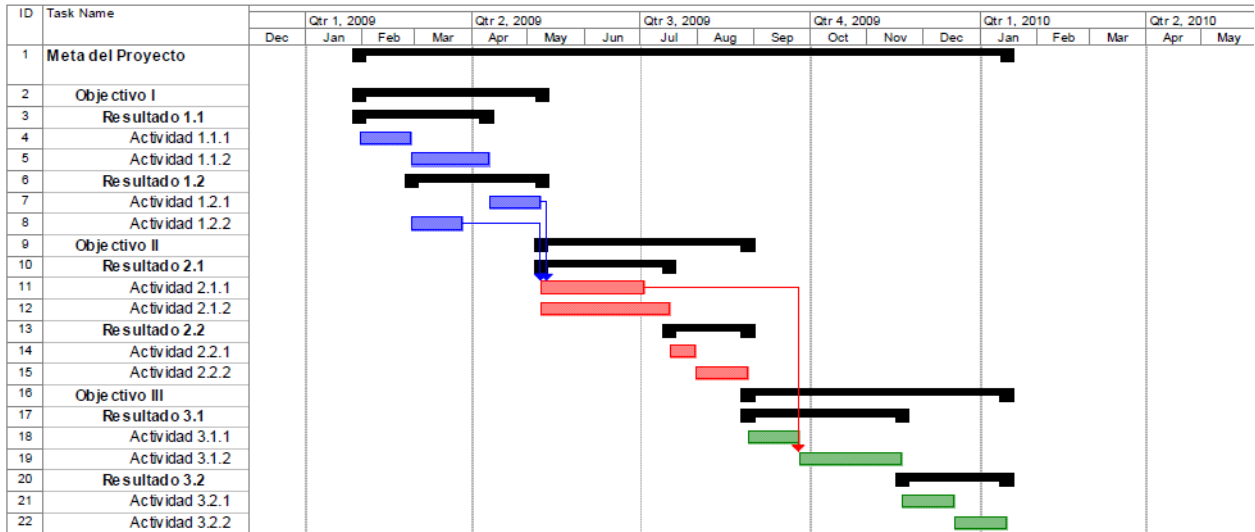 ID Task Name Qtr 1, 2009 Qtr 2, 2009 Qtr 3, 2009 Qtr 4, 2009 Qtr 1, 2010 Qtr 2, 2010
Dec Jan Feb Mar Apr May Jun Jul Aug Sep Oct Nov Dec Jan Feb Mar Apr May
1 Meta del Proyecto
2 Objectivo I
3 Resultado 1.1
4 Actividad 1.1.1
5 Actividad 1.1.2
6 Resultado 1.2
7 Actividad 1.2.1
8 Actividad 1.2.2
9 Objectivo II
10 Resultado 2.1
11 Actividad 2.1.1
12 Actividad 2.1.2
13 Resultado 2.2
14 Actividad 2.2.1
15 Actividad 2.2.2
16 Objectivo III
17 Resultado 3.1
18 Actividad 3.1.1
19 Actividad 3.1.2
20 Resultado 3.2
21 Actividad 3.2.1
22 Actividad 3.2.2